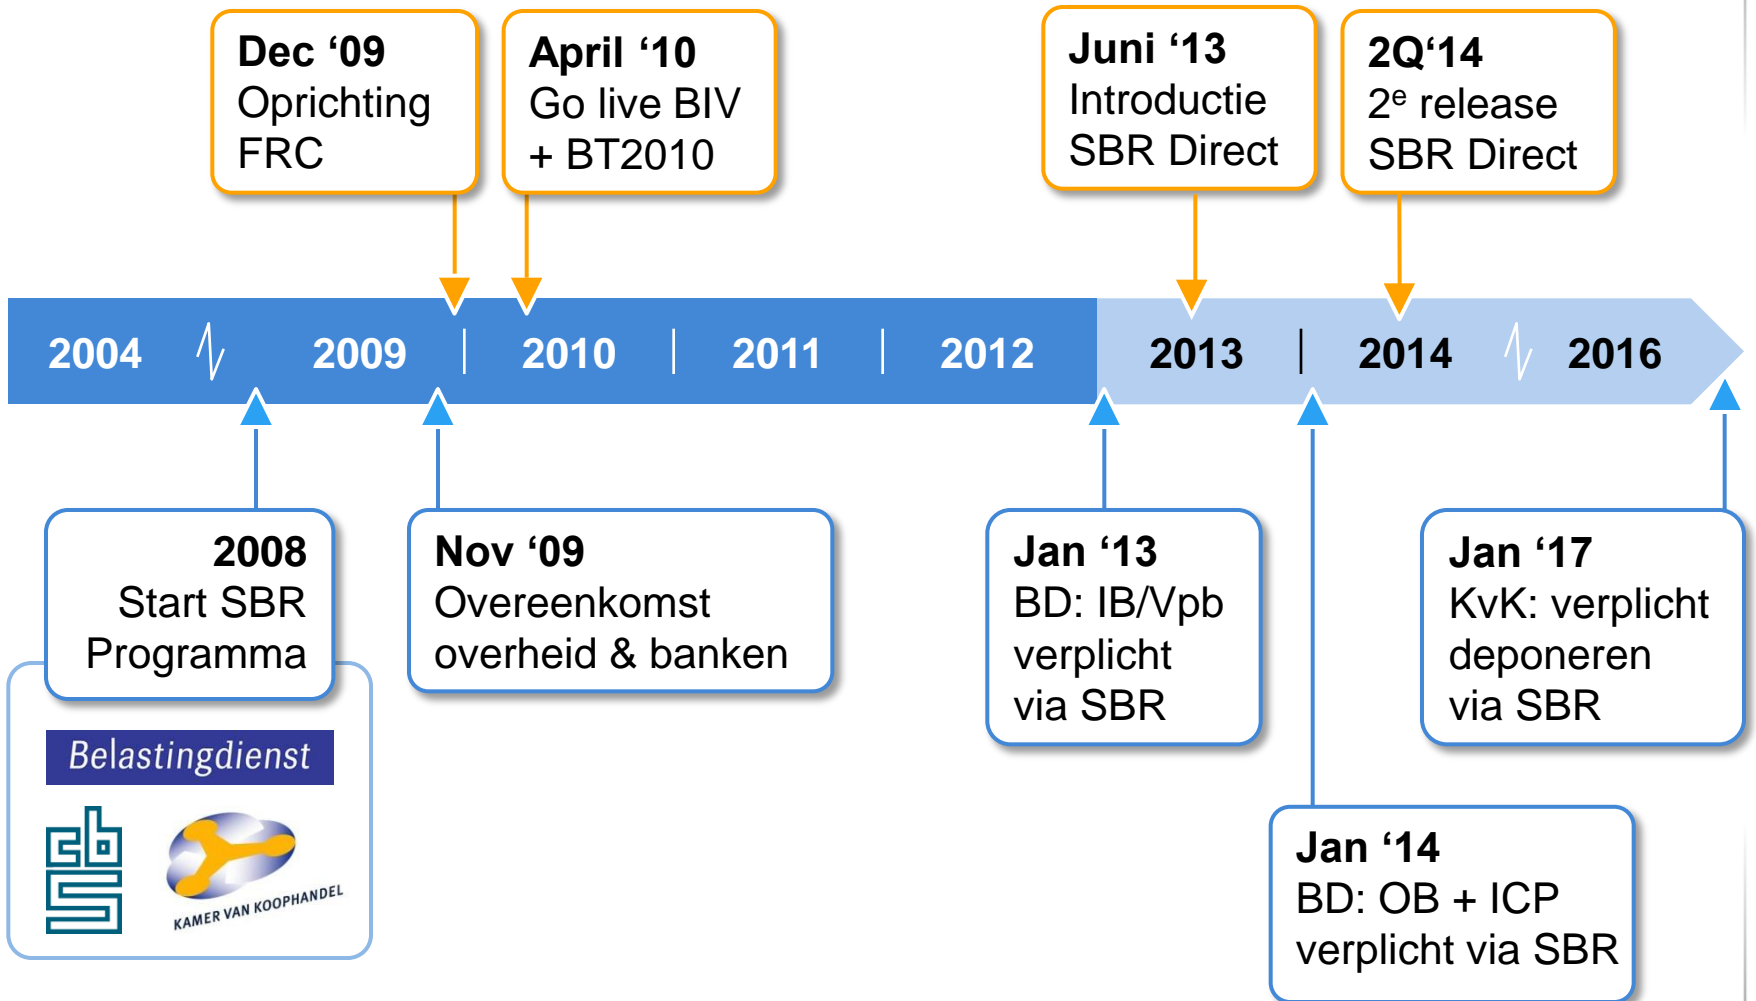 Dec ‘09
Oprichting
FRC
April ‘10
Go live BIV
+ BT2010
Juni ‘13
Introductie
SBR Direct
2Q‘14
2e release
SBR Direct
2004 2009 2010 2011 2012 2013 2014 2016
2008
Start SBR
Programma
Belastingdienst
cbs
KAMER VAN KOOPHANDEL
Nov ‘09
Overeenkomst
overheid & banken
Jan ‘13
BD: IB/Vpb
verplicht
via SBR
Jan ‘14
BD: OB + ICP
verplicht via SBR
Jan ‘17
KvK: verplicht
deponeren
via SBR